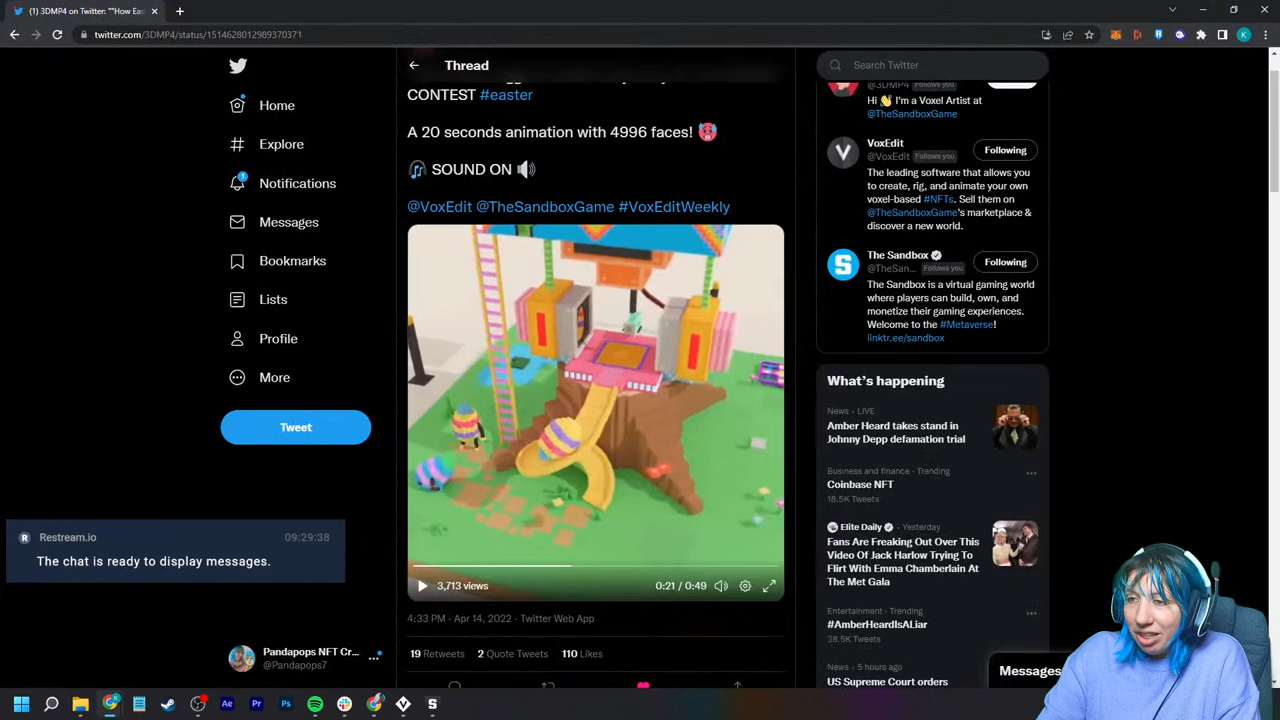 (1) 3DMP4 on Twitter: ""How Eas
twitter.com/3DMP4/status/1514628012989370371
Home
Explore
Notifications
1
Messages
Bookmarks
Lists
Profile
More
Tweet
Restream.io
09:29:38
The chat is ready to display messages.
Pandapops NFT Cr...
@Pandapops7
Thread
CONTEST #easter
A 20 seconds animation with 4996 faces!
SOUND ON
@VoxEdit @TheSandboxGame #VoxEditWeekly
3,713 views
0:21 / 0:49
4:33 PM · Apr 14, 2022 · Twitter Web App
19 Retweets 2 Quote Tweets 110 Likes
Search Twitter
@3DMP4 Follows you
Hi I'm a Voxel Artist at
@TheSandboxGame
VoxEdit
@VoxEdit Follows you
Following
The leading software that allows you
to create, rig, and animate your own
voxel-based #NFTs. Sell them on
@TheSandboxGame's marketplace &
discover a new world.
The Sandbox
@TheSan... Follows you
Following
The Sandbox is a virtual gaming world
where players can build, own, and
monetize their gaming experiences.
Welcome to the #Metaverse!
linktr.ee/sandbox
What's happening
News · LIVE
Amber Heard takes stand in
Johnny Depp defamation trial
Business and finance · Trending
Coinbase NFT
18.5K Tweets
Elite Daily · Yesterday
Fans Are Freaking Out Over This
Video Of Jack Harlow Trying To
Flirt With Emma Chamberlain At
The Met Gala
Entertainment · Trending
#AmberHeardIsALiar
38.5K Tweets
News · 5 hours ago
US Supreme Court orders
Messages